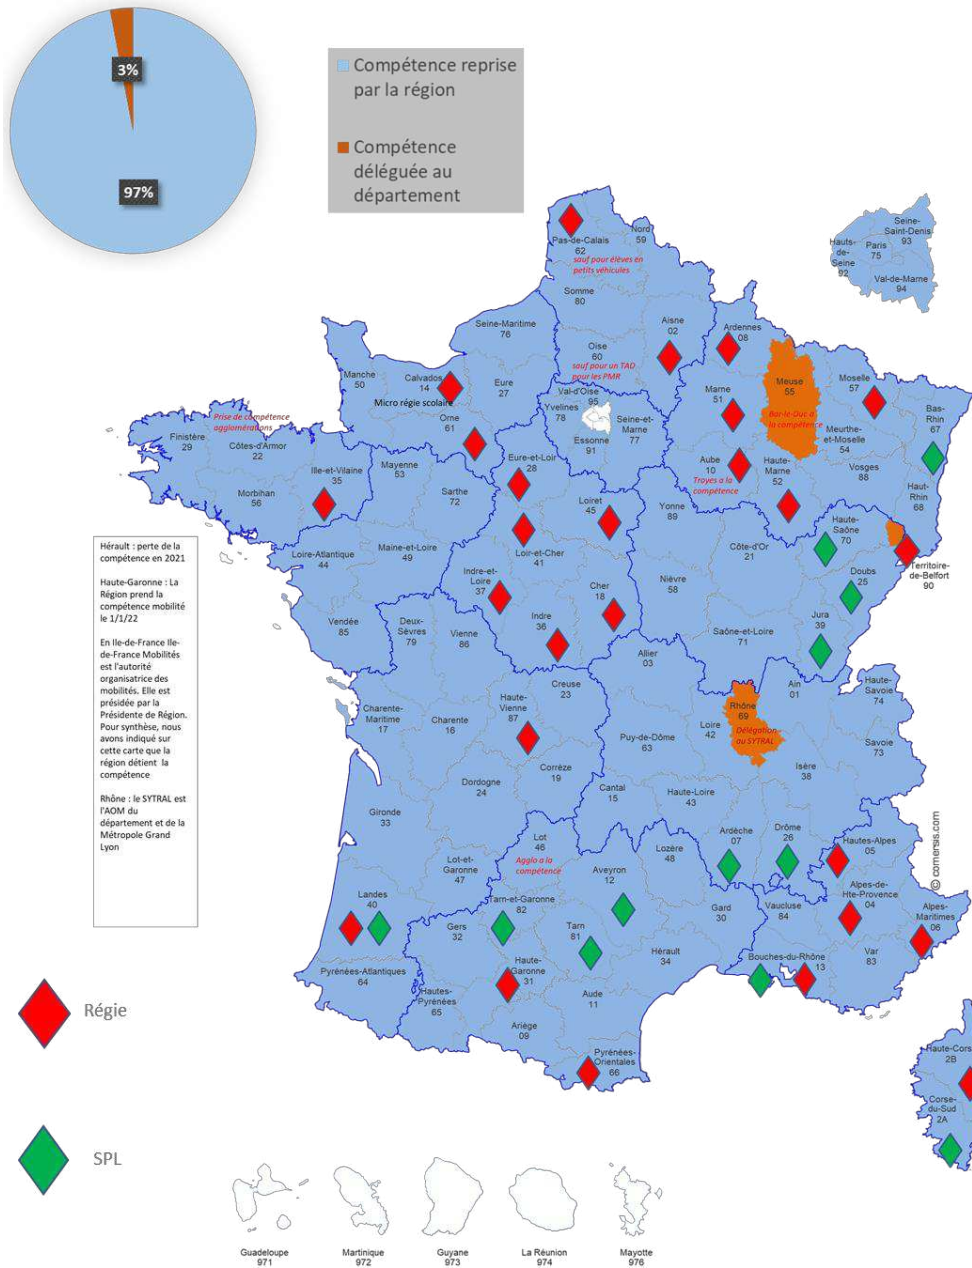 3%
97%
Compétence reprise
par la région
Compétence
déléguée au
département
Seine-
Saint-Denis
93
Hauts-
de-
Seine
92
Paris
75
Val-de-Marne
94
Nord
59
Pas-de-Calais
62
sauf pour élèves en
petits véhicules
Somme
80
Aisne
02
Ardennes
08
Seine-Maritime
76
Oise
60
sauf pour un TAD
pour les PMR
Manche
50
Calvados
14
Micro régie scolaire
Eure
27
Orne
61
Val-d'Oise
95
Yvelines
78
Essonne
91
Seine-et-
Marne
77
Marne
51
Meuse
55
Bar-le-Duc a
la compétence
Moselle
57
Meurthe-
et-Moselle
54
Bas-
Rhin
67
Aube
10
Troyes a la
compétence
Haute-
Marne
52
Vosges
88
Haut-
Rhin
68
Prise de compétence
agglomérations
Finistère
29
Côtes-d'Armor
22
Ille-et-Vilaine
35
Morbihan
56
Mayenne
53
Sarthe
72
Eure-et-Loir
28
Loiret
45
Yonne
89
Loir-et-Cher
41
Côte-d'Or
21
Haute-
Saône
70
Territoire-
de-Belfort
90
Doubs
25
Jura
39
Loire-Atlantique
44
Maine-et-Loire
49
Indre-et-
Loire
37
Cher
18
Nièvre
58
Indre
36
Saône-et-Loire
71
Vendée
85
Deux-
Sèvres
79
Vienne
86
Allier
03
Hérault : perte de la
compétence en 2021
Haute-Garonne : La
Région prend la
compétence mobilité
le 1/1/22
En Ile-de-France Ile-
de-France Mobilités
est l'autorité
organisatrice des
mobilités. Elle est
présidée par la
Présidente de Région.
Pour synthèse, nous
avons indiqué sur
cette carte que la
région détient la
compétence
Rhône : le SYTRAL est
l'AOM du
département et de la
Métropole Grand
Lyon
Charente-
Maritime
17
Charente
16
Haute-
Vienne
87
Creuse
23
Corrèze
19
Puy-de-Dôme
63
Loire
42
Rhône
69
Délégation
au SYTRAL
Ain
01
Haute-
Savoie
74
Savoie
73
Isère
38
Dordogne
24
Cantal
15
Haute-Loire
43
Gironde
33
Lot
46
Agglo a la
compétence
Lot-et-
Garonne
47
Aveyron
12
Lozère
48
Ardèche
07
Drôme
26
Hautes-Alpes
05
Landes
40
Tarn-et-Garonne
82
Gers
32
Tarn
81
Gard
30
Vaucluse
84
Alpes-de-
Hte-Provence
04
Alpes-
Maritimes
06
Pyrénées-Atlantiques
64
Hautes-
Pyrénées
65
Haute-
Garonne
31
Hérault
34
Bouches-du-Rhône
13
Var
83
Aude
11
Ariège
09
Pyrénées-
Orientales
66
© comersis.com
Haute-Cors
2B
Corse-
du-Sud
2A
Régie
SPL
Guadeloupe
971
Martinique
972
Guyane
973
La Réunion
974
Mayotte
976